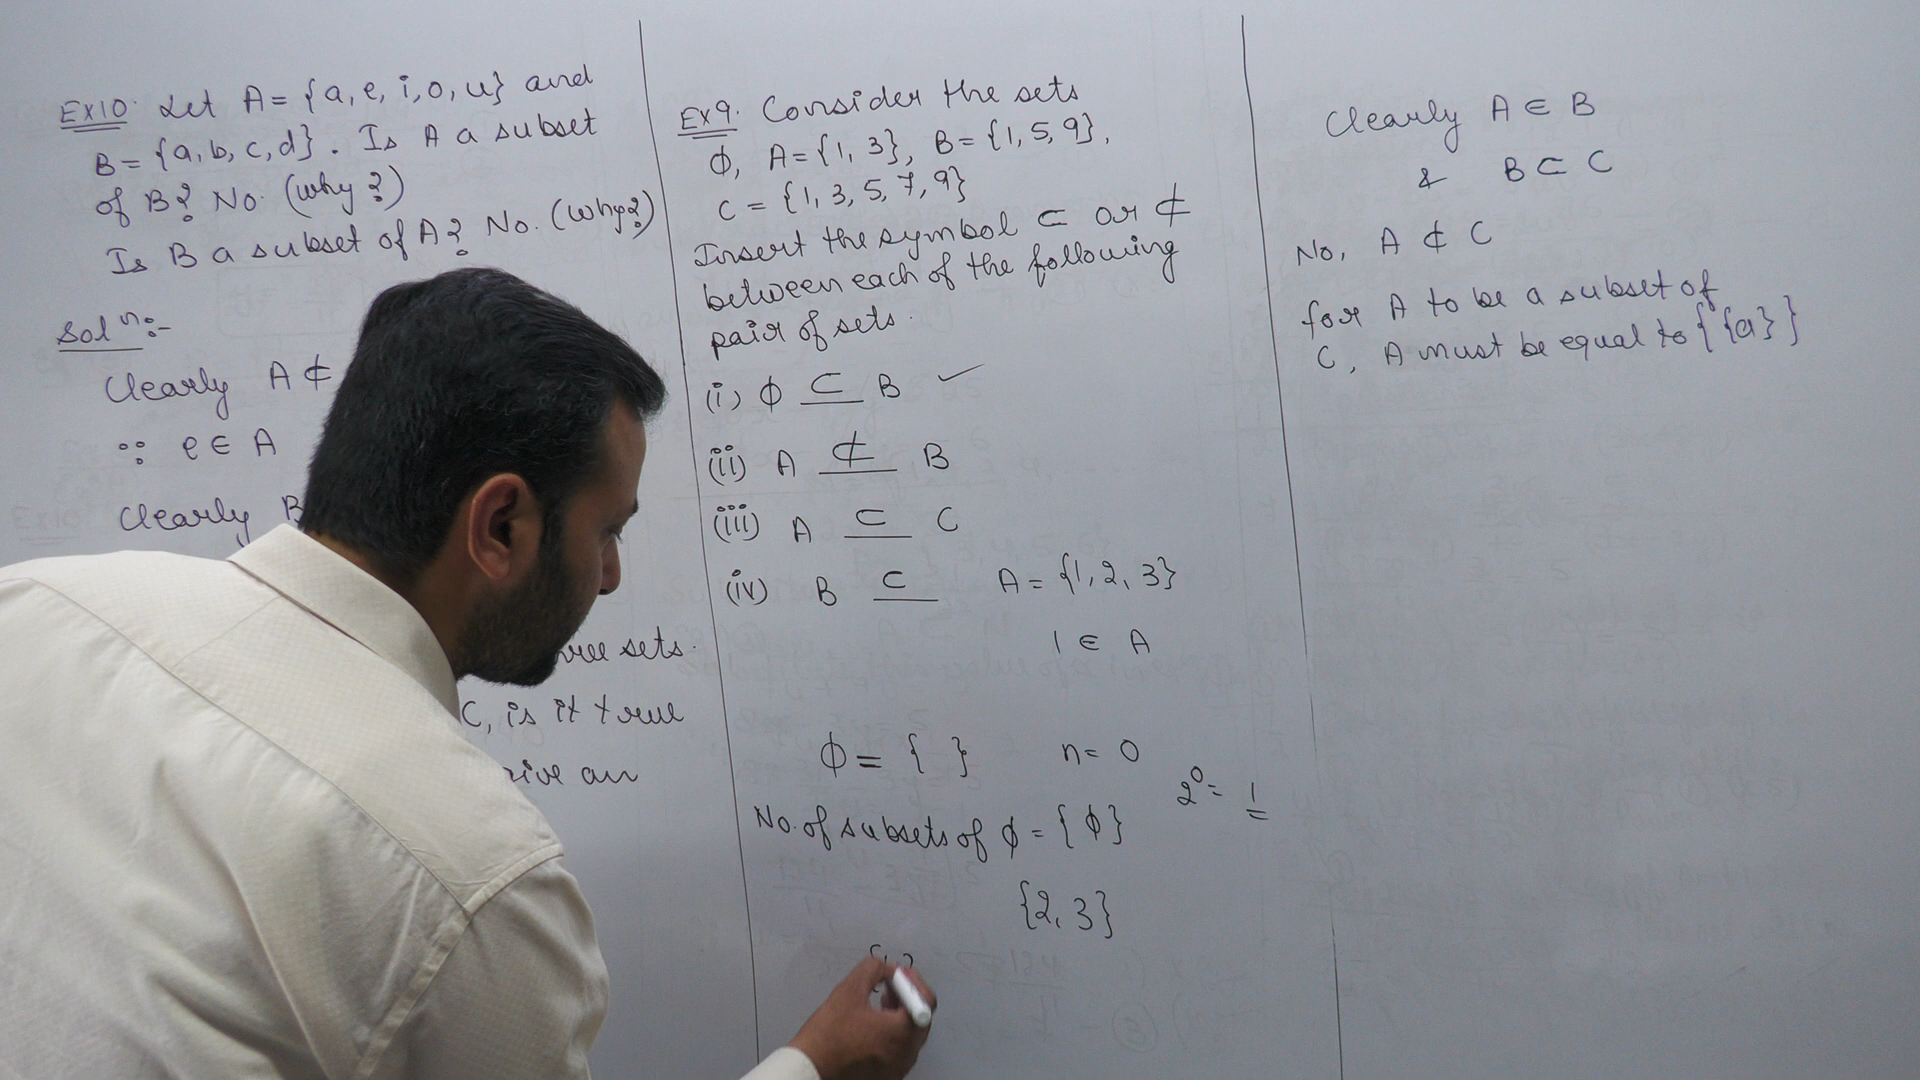 Ex10. Let A = {a, e, i, o, u} and
B = {a, b, c, d}. Is A a subset
of B? No. (why?)
Is B a subset of A? No. (why?)
Solⁿ:-
Clearly A ⊄
∵ e ∈ A
Clearly B
sets.
C, is it true
an
Ex9. Consider the sets
ϕ, A = {1, 3}, B = {1, 5, 9},
C = {1, 3, 5, 7, 9}
Insert the symbol ⊂ or ⊄
between each of the following
pair of sets.
(i) ϕ ⊂ B ✓
(ii) A ⊄ B
(iii) A ⊂ C
(iv) B ⊂ A = {1, 2, 3}
1 ∈ A
ϕ = { } n = 0
2⁰ = 1
No. of subsets of ϕ = {ϕ}
{2, 3}
Clearly A ∈ B
& B ⊂ C
No, A ⊄ C
for A to be a subset of
C, A must be equal to {{a}}